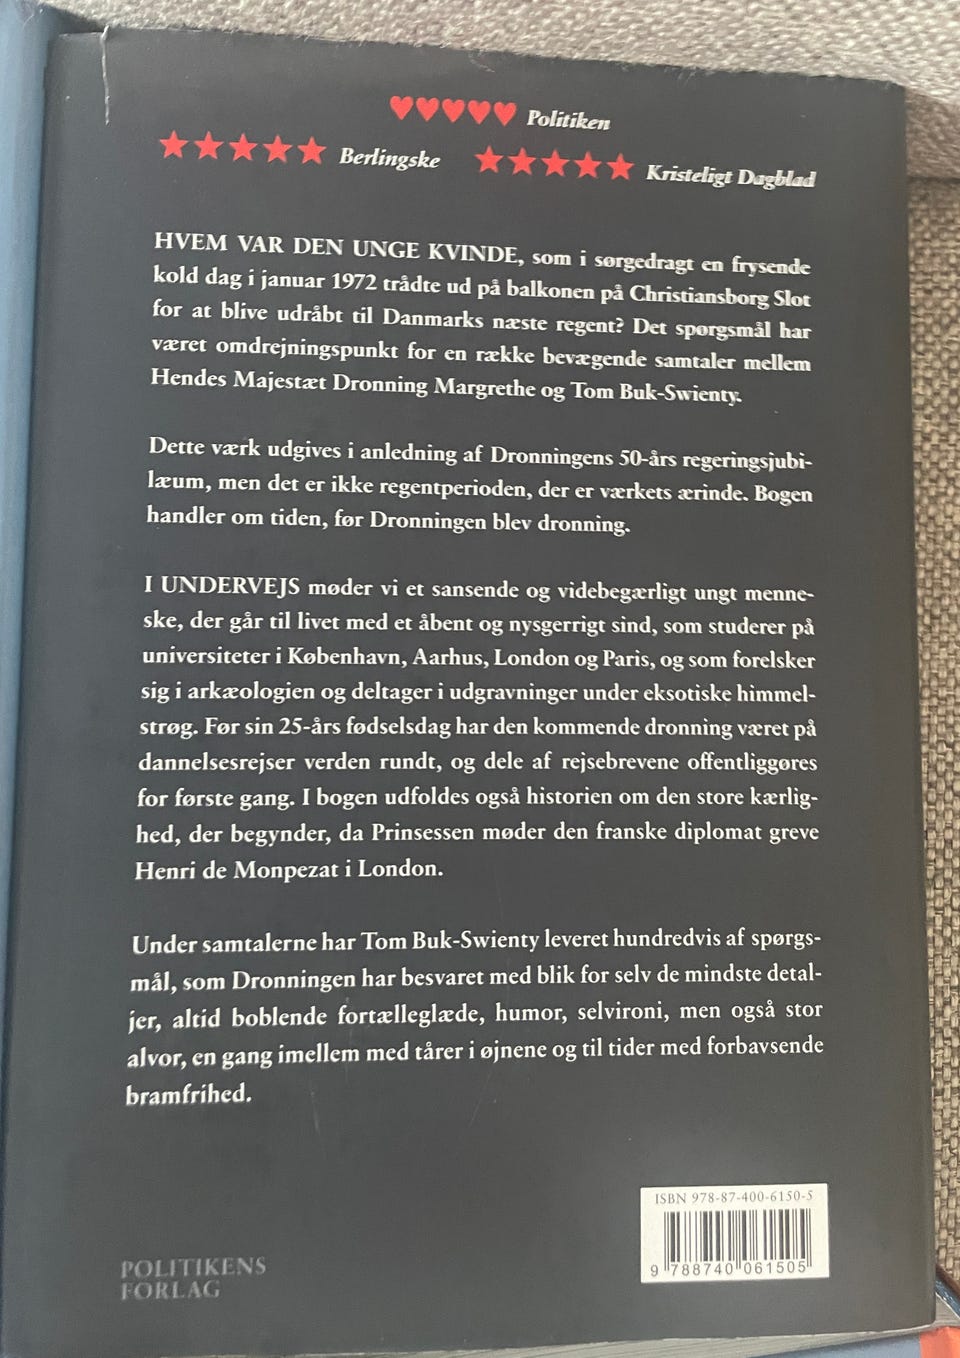 Politiken
Berlingske Kristeligt Dagblad
HVEM VAR DEN UNGE KVINDE, som i sørgedragt en frysende
kold dag i januar 1972 trådte ud på balkonen på Christiansborg Slot
for at blive udråbt til Danmarks næste regent? Det spørgsmål har
været omdrejningspunkt for en række bevægende samtaler mellem
Hendes Majestæt Dronning Margrethe og Tom Buk-Swienty.
Dette værk udgives i anledning af Dronningens 50-års regeringsjubi-
læum, men det er ikke regentperioden, der er værkets ærinde. Bogen
handler om tiden, før Dronningen blev dronning.
I UNDERVEJS møder vi et sansende og videbegærligt ungt menne-
ske, der går til livet med et åbent og nysgerrigt sind, som studerer på
universiteter i København, Aarhus, London og Paris, og som forelsker
sig i arkæologien og deltager i udgravninger under eksotiske himmel-
strøg. Før sin 25-års fødselsdag har den kommende dronning været på
dannelsesrejser verden rundt, og dele af rejsebrevene offentliggøres
for første gang. I bogen udfoldes også historien om den store kærlig-
hed, der begynder, da Prinsessen møder den franske diplomat greve
Henri de Monpezat i London.
Under samtalerne har Tom Buk-Swienty leveret hundredvis af spørgs-
mål, som Dronningen har besvaret med blik for selv de mindste detal-
jer, altid boblende fortælleglæde, humor, selvironi, men også stor
alvor, en gang imellem med tårer i øjnene og til tider med forbavsende
bramfrihed.
ISBN 978-87-400-6150-5
9 788740 061505
POLITIKENS
FORLAG